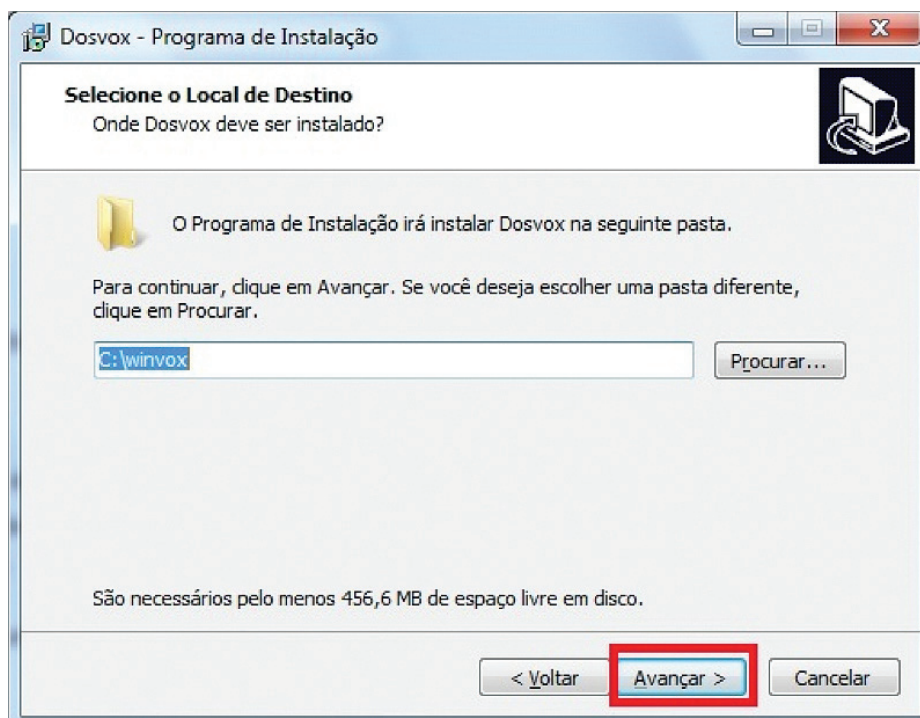 Dosvox - Programa de Instalação
Selecione o Local de Destino
Onde Dosvox deve ser instalado?
O Programa de Instalação irá instalar Dosvox na seguinte pasta.
Para continuar, clique em Avançar. Se você deseja escolher uma pasta diferente,
clique em Procurar.
C:\winvox
Procurar...
São necessários pelo menos 456,6 MB de espaço livre em disco.
< Voltar
Avançar >
Cancelar